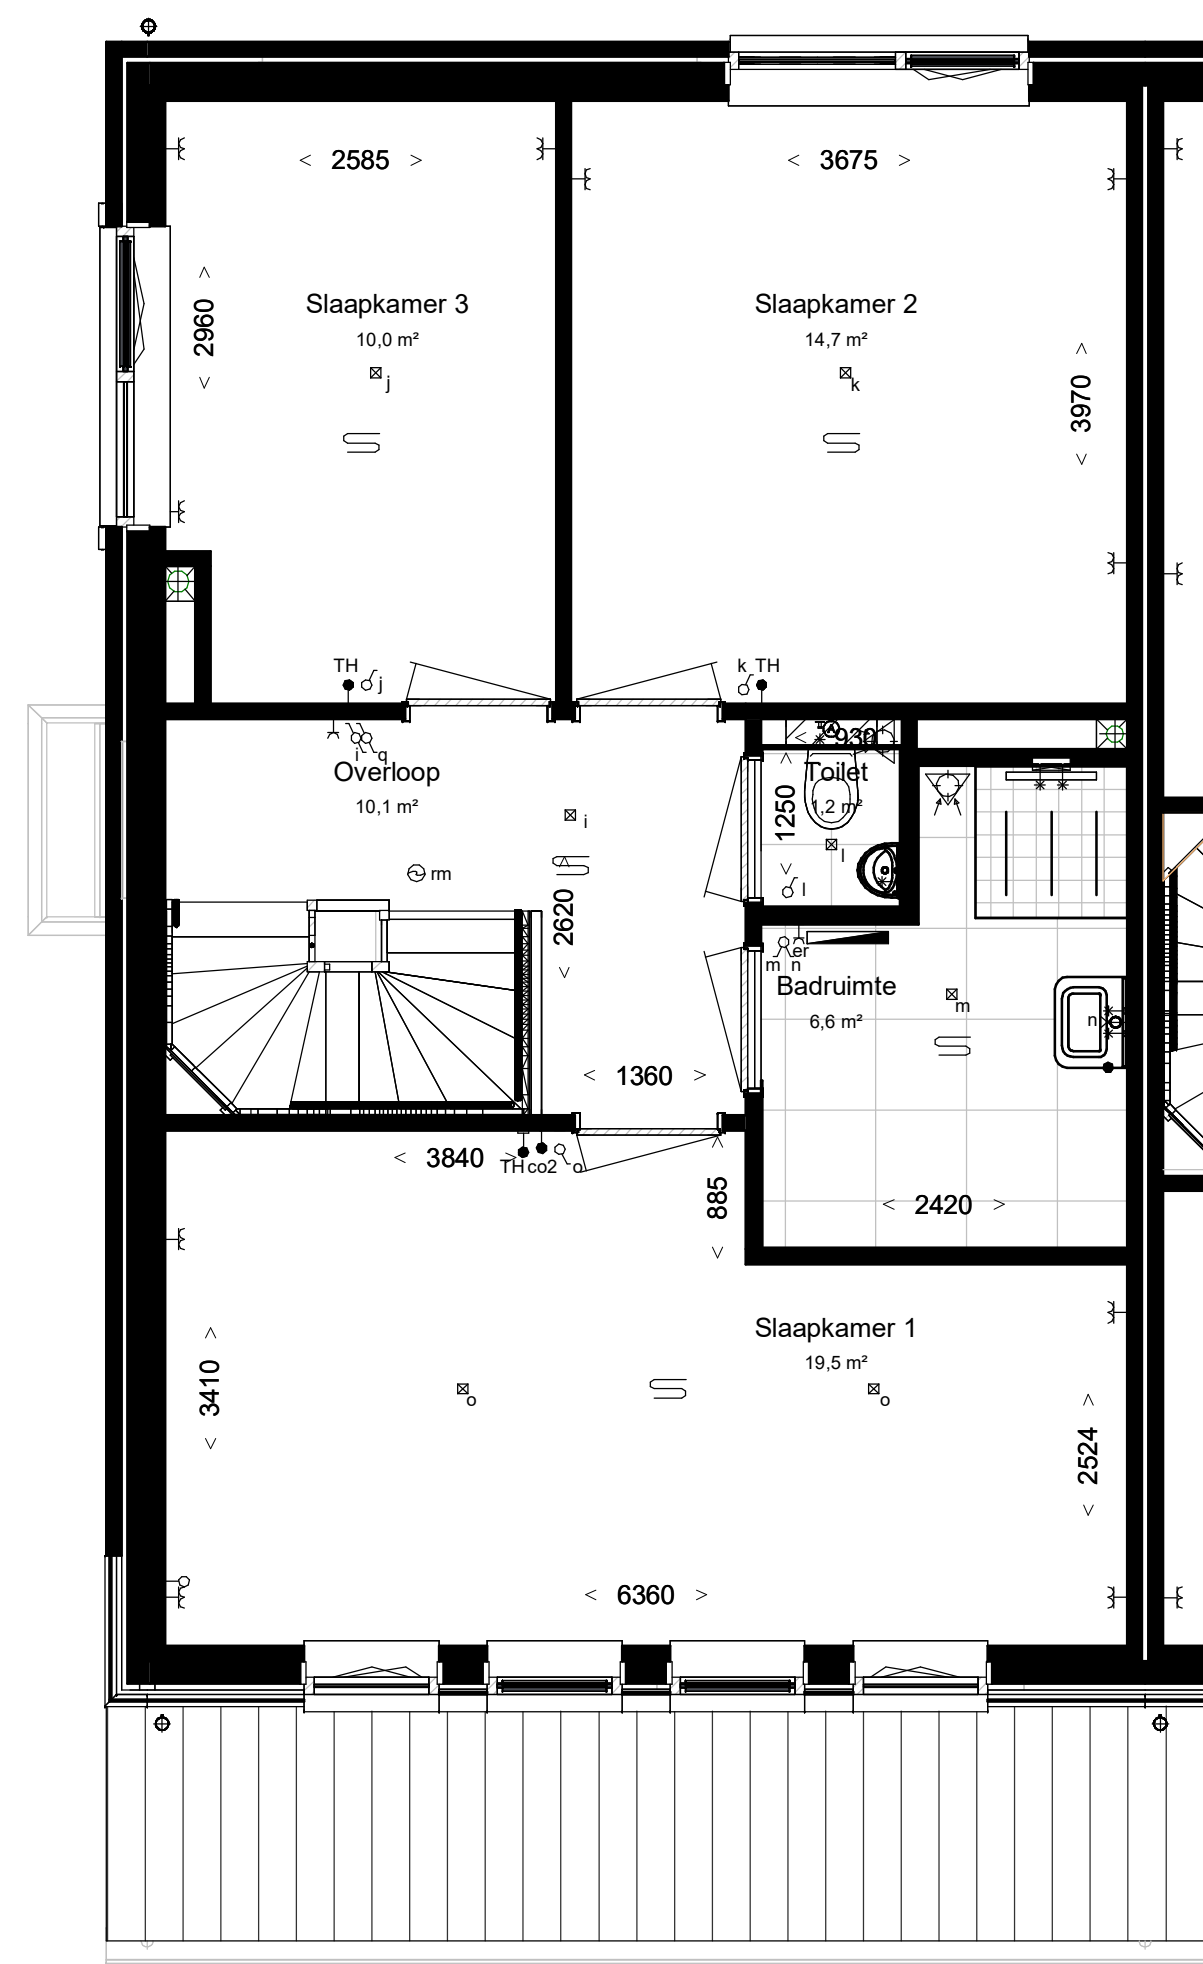 2585
3675
2960
Slaapkamer 3
10,0 m²
j
Slaapkamer 2
14,7 m²
k
3970
TH
j
k TH
i q
Overloop
10,1 m²
i
rm
2620
930
Toilet
1,2 m²
1250
l
l
m n
er
Badruimte
6,6 m²
m
n
1360
3840
TH co2 o
885
2420
Slaapkamer 1
19,5 m²
o
o
3410
2524
6360